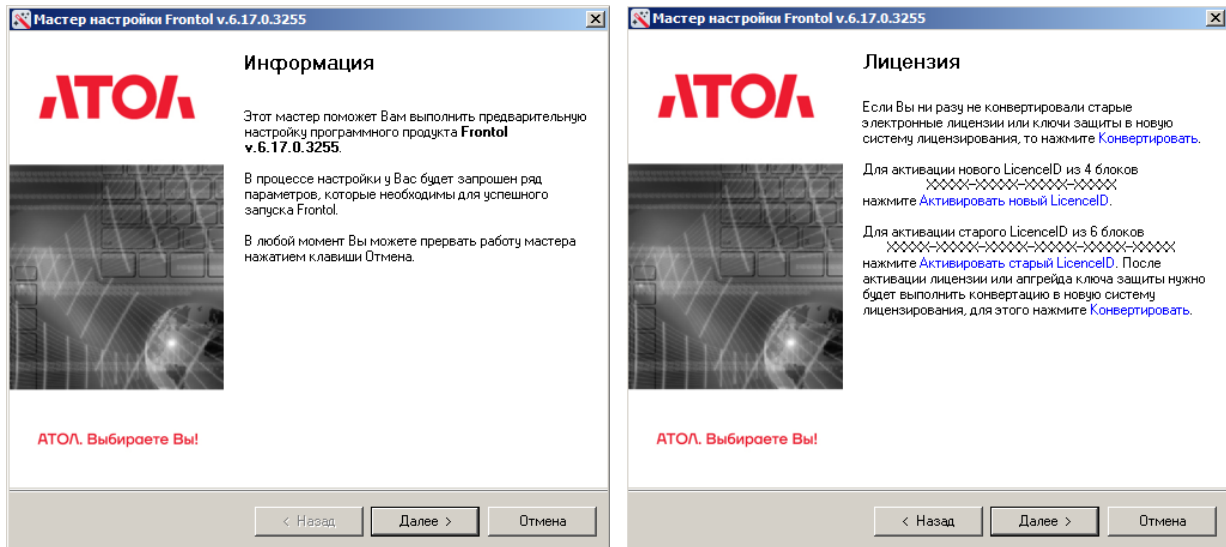 Мастер настройки Frontol v.6.17.0.3255
АТОЛ
Информация
Этот мастер поможет Вам выполнить предварительную
настройку программного продукта Frontol
v.6.17.0.3255.
В процессе настройки у Вас будет запрошен ряд
параметров, которые необходимы для успешного
запуска Frontol.
В любой момент Вы можете прервать работу мастера
нажатием клавиши Отмена.
АТОЛ. Выбираете Вы!
< Назад
Далее >
Отмена
Мастер настройки Frontol v.6.17.0.3255
АТОЛ
Лицензия
Если Вы ни разу не конвертировали старые
электронные лицензии или ключи защиты в новую
систему лицензирования, то нажмите Конвертировать.
Для активации нового LicenceID из 4 блоков
XXXXX-XXXXX-XXXXX-XXXXX
нажмите Активировать новый LicenceID.
Для активации старого LicenceID из 6 блоков
XXXXX-XXXXX-XXXXX-XXXXX-XXXXX-XXXXX
нажмите Активировать старый LicenceID. После
активации лицензии или апгрейда ключа защиты нужно
будет выполнить конвертацию в новую систему
лицензирования, для этого нажмите Конвертировать.
АТОЛ. Выбираете Вы!
< Назад
Далее >
Отмена